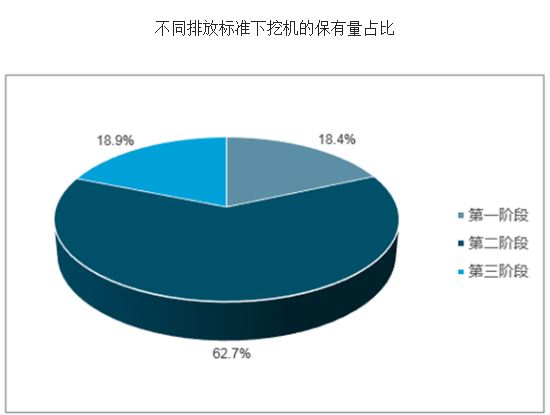 不同排放标准下挖机的保有量占比
18.9%
18.4%
第一阶段
第二阶段
第三阶段
62.7%